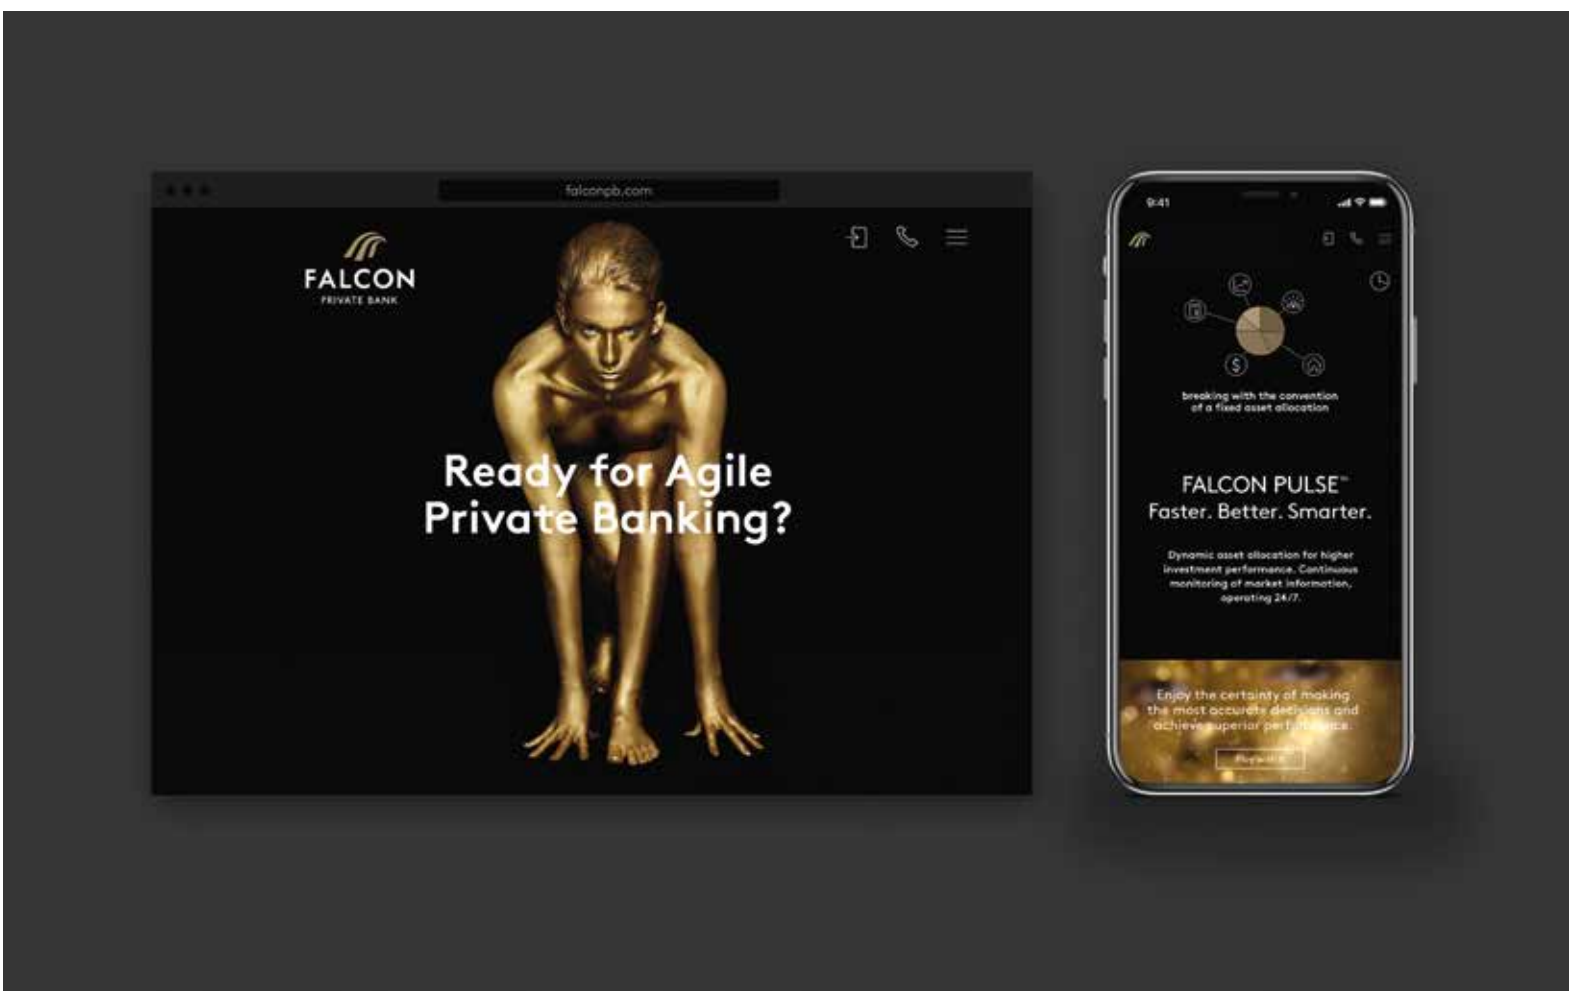 falconpb.com
FALCON
PRIVATE BANK
Ready for Agile
Private Banking?
9:41
$
breaking with the convention
of a fixed asset allocation
FALCON PULSE™
Faster. Better. Smarter.
Dynamic asset allocation for higher
investment performance. Continuous
monitoring of market information,
operating 24/7.
Enjoy the certainty of making
the most accurate decisions and
achieve superior performance.